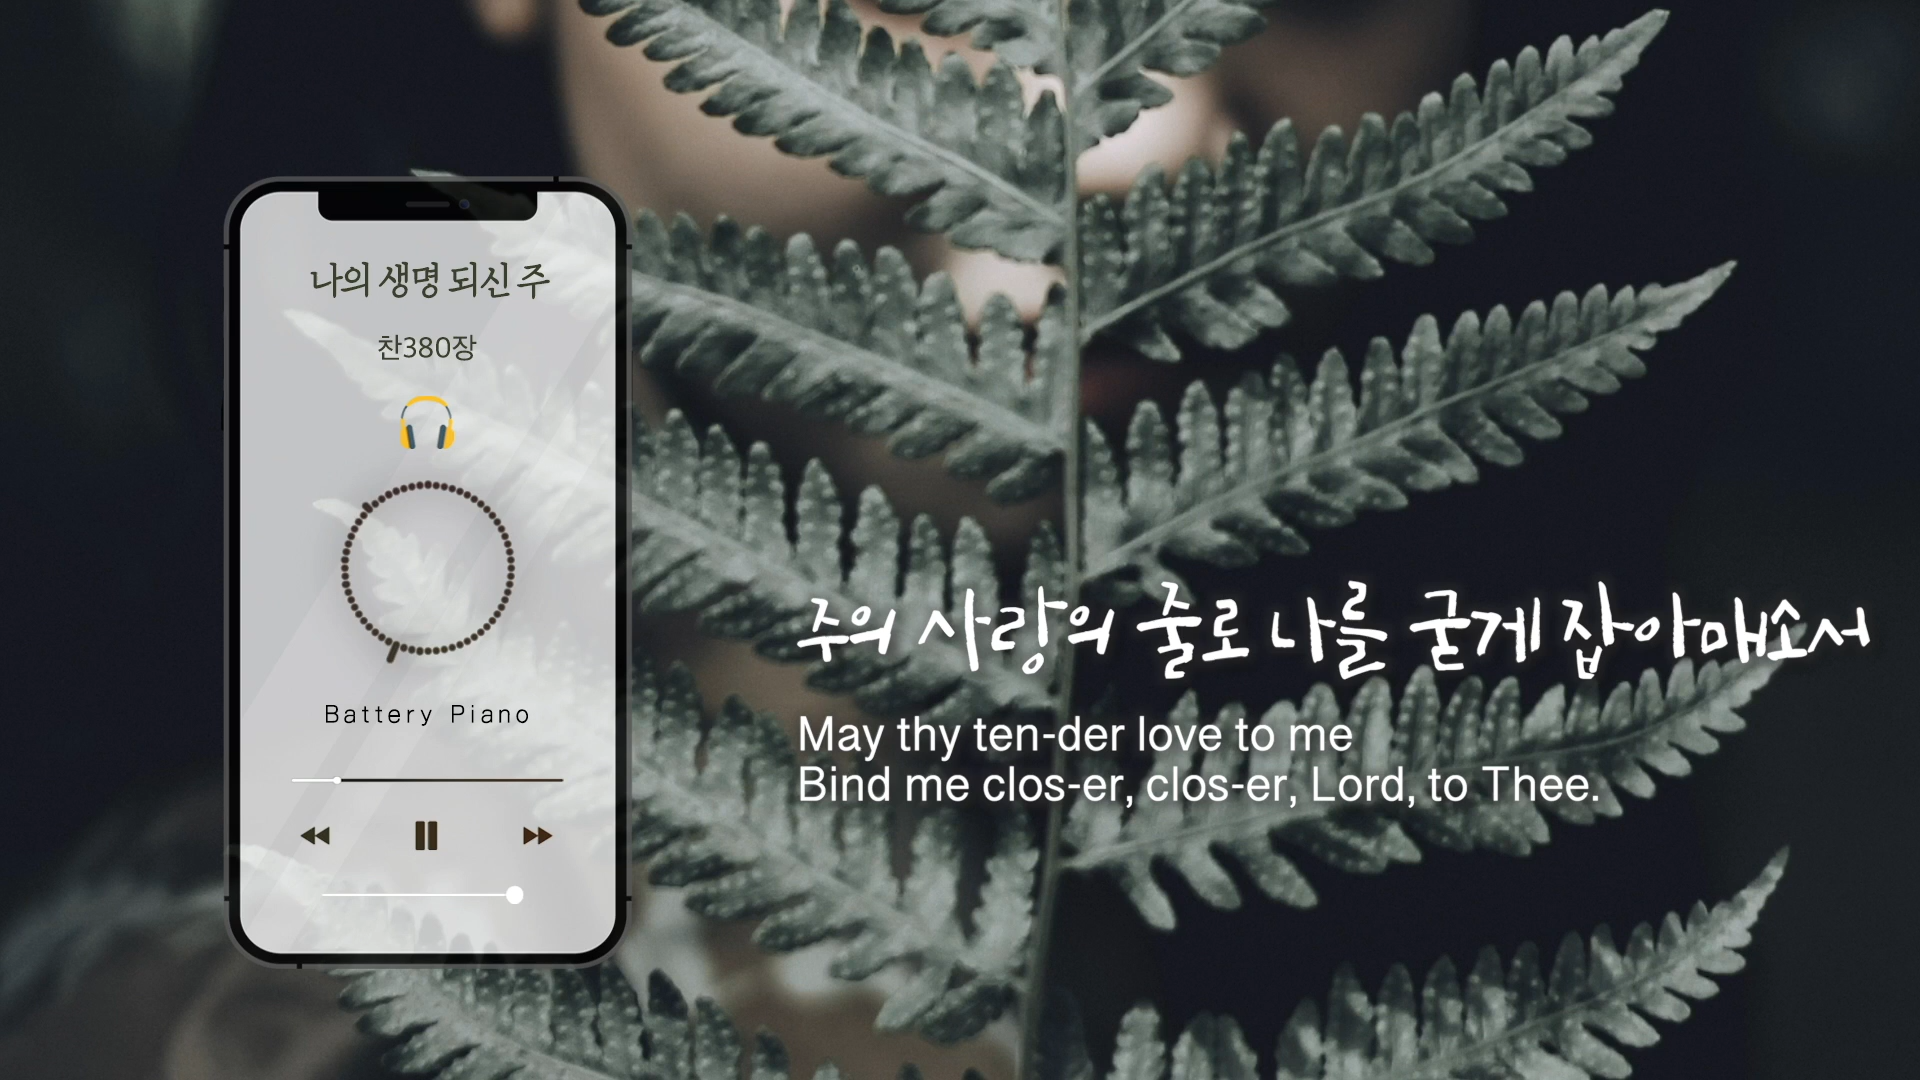 나의 생명 되신 주
찬380장
Battery Piano
주의 사랑의 줄로 나를 굳게 잡아매소서
May thy ten-der love to me
Bind me clos-er, clos-er, Lord, to Thee.